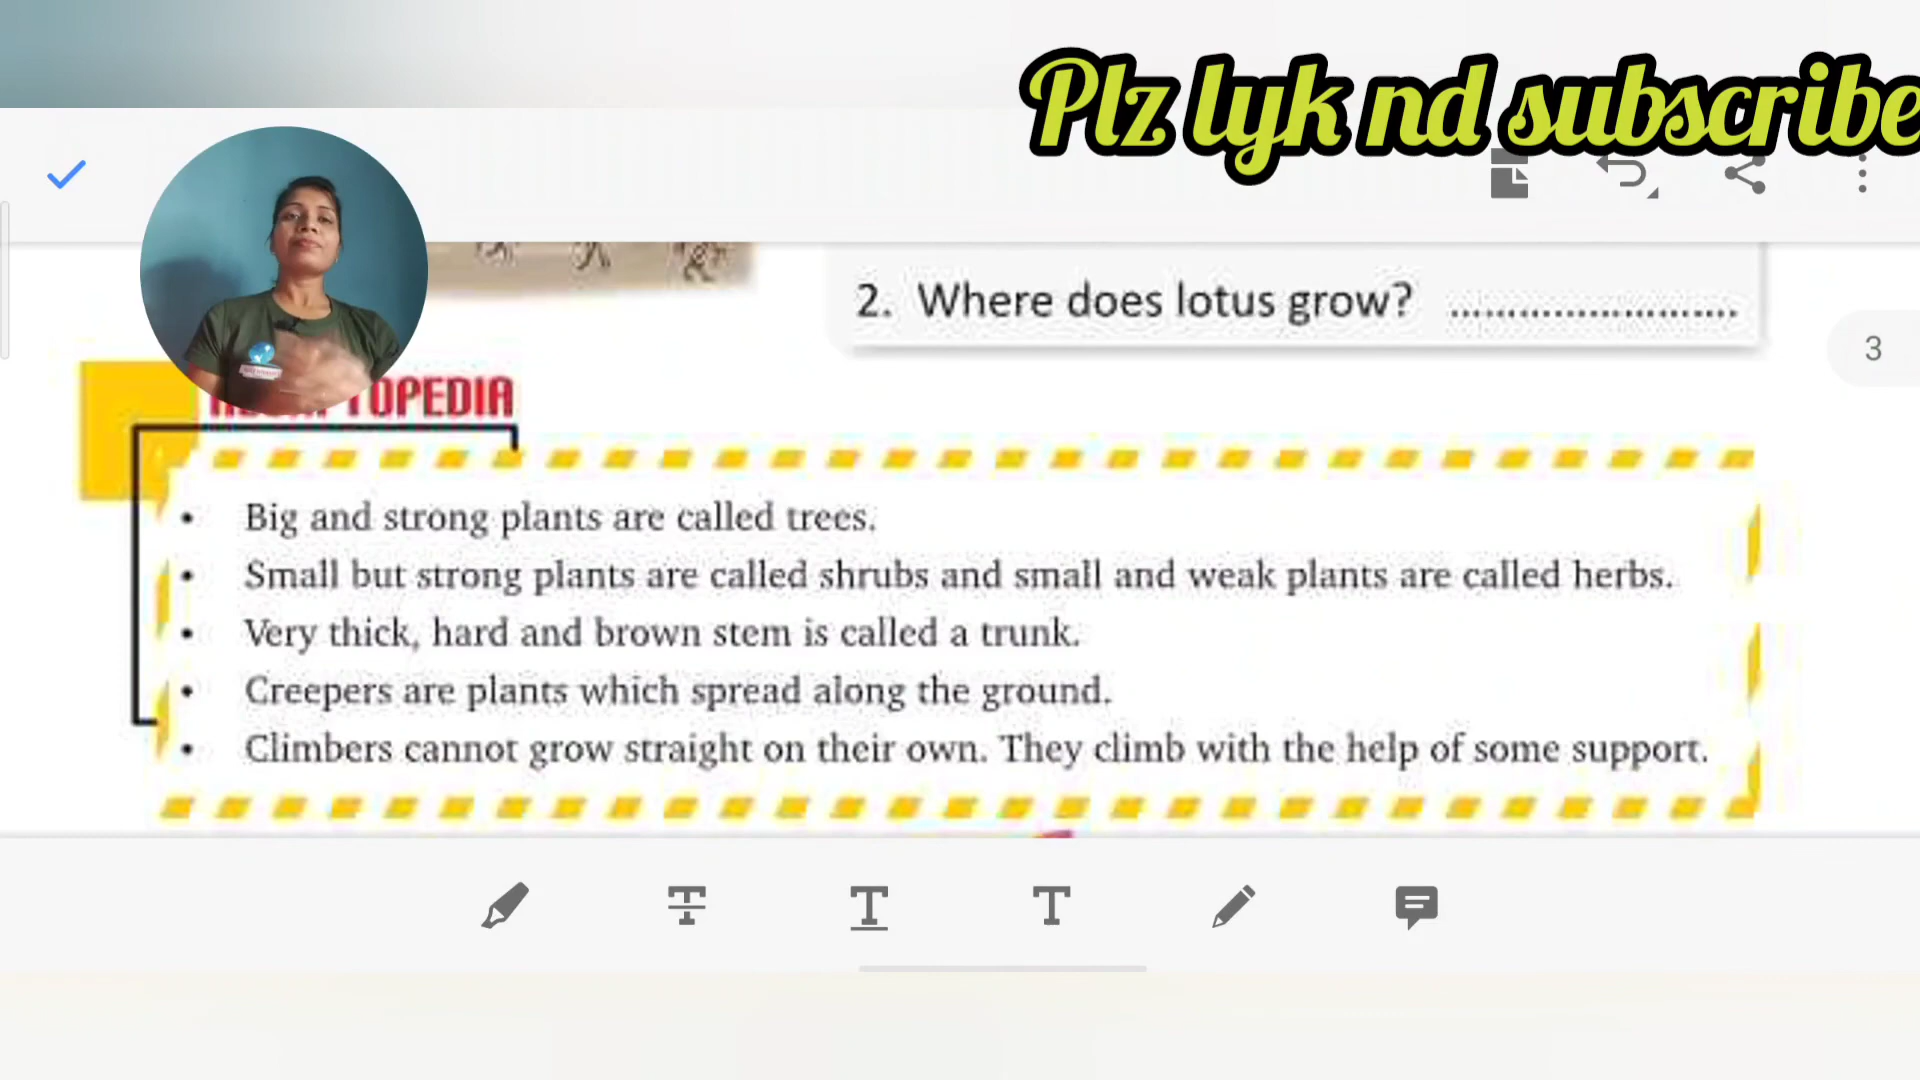 Plz lyk nd subscribe
2. Where does lotus grow? ..........................
3
• Big and strong plants are called trees.
• Small but strong plants are called shrubs and small and weak plants are called herbs.
• Very thick, hard and brown stem is called a trunk.
• Creepers are plants which spread along the ground.
• Climbers cannot grow straight on their own. They climb with the help of some support.